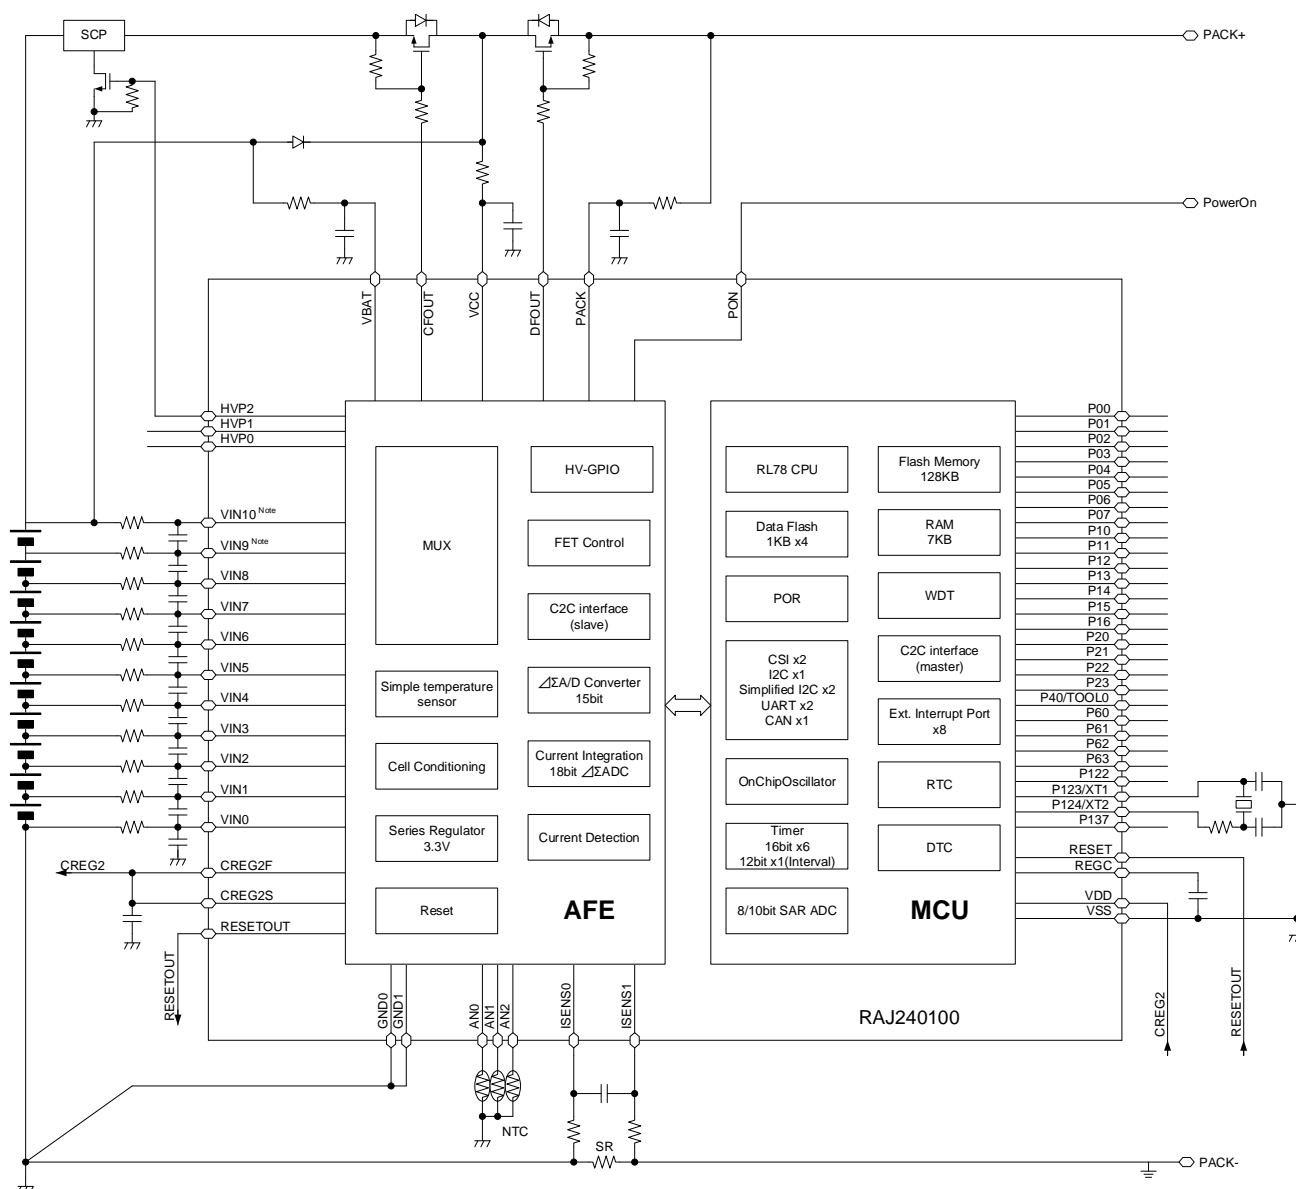 SCP
PACK+
PowerOn
VBAT
CFOUT
VCC
DFOUT
PACK
PON
HVP2
HVP1
HVP0
VIN10 Note
VIN9 Note
VIN8
VIN7
VIN6
VIN5
VIN4
VIN3
VIN2
VIN1
VIN0
CREG2
CREG2F
CREG2S
RESETOUT
RESETOUT
MUX
HV-GPIO
FET Control
C2C interface
(slave)
Simple temperature
sensor
⊿ΣA/D Converter
15bit
Cell Conditioning
Current Integration
18bit ⊿ΣADC
Series Regulator
3.3V
Current Detection
Reset
AFE
RL78 CPU
Flash Memory
128KB
Data Flash
1KB x4
RAM
7KB
POR
WDT
CSI x2
I2C x1
Simplified I2C x2
UART x2
CAN x1
C2C interface
(master)
Ext. Interrupt Port
x8
OnChipOscillator
RTC
Timer
16bit x6
12bit x1(Interval)
DTC
8/10bit SAR ADC
MCU
P00
P01
P02
P03
P04
P05
P06
P07
P10
P11
P12
P13
P14
P15
P16
P20
P21
P22
P23
P40/TOOL0
P60
P61
P62
P63
P122
P123/XT1
P124/XT2
P137
RESET
REGC
VDD
VSS
GND0
GND1
AN0
AN1
AN2
ISENS0
ISENS1
RAJ240100
CREG2
RESETOUT
NTC
SR
PACK-